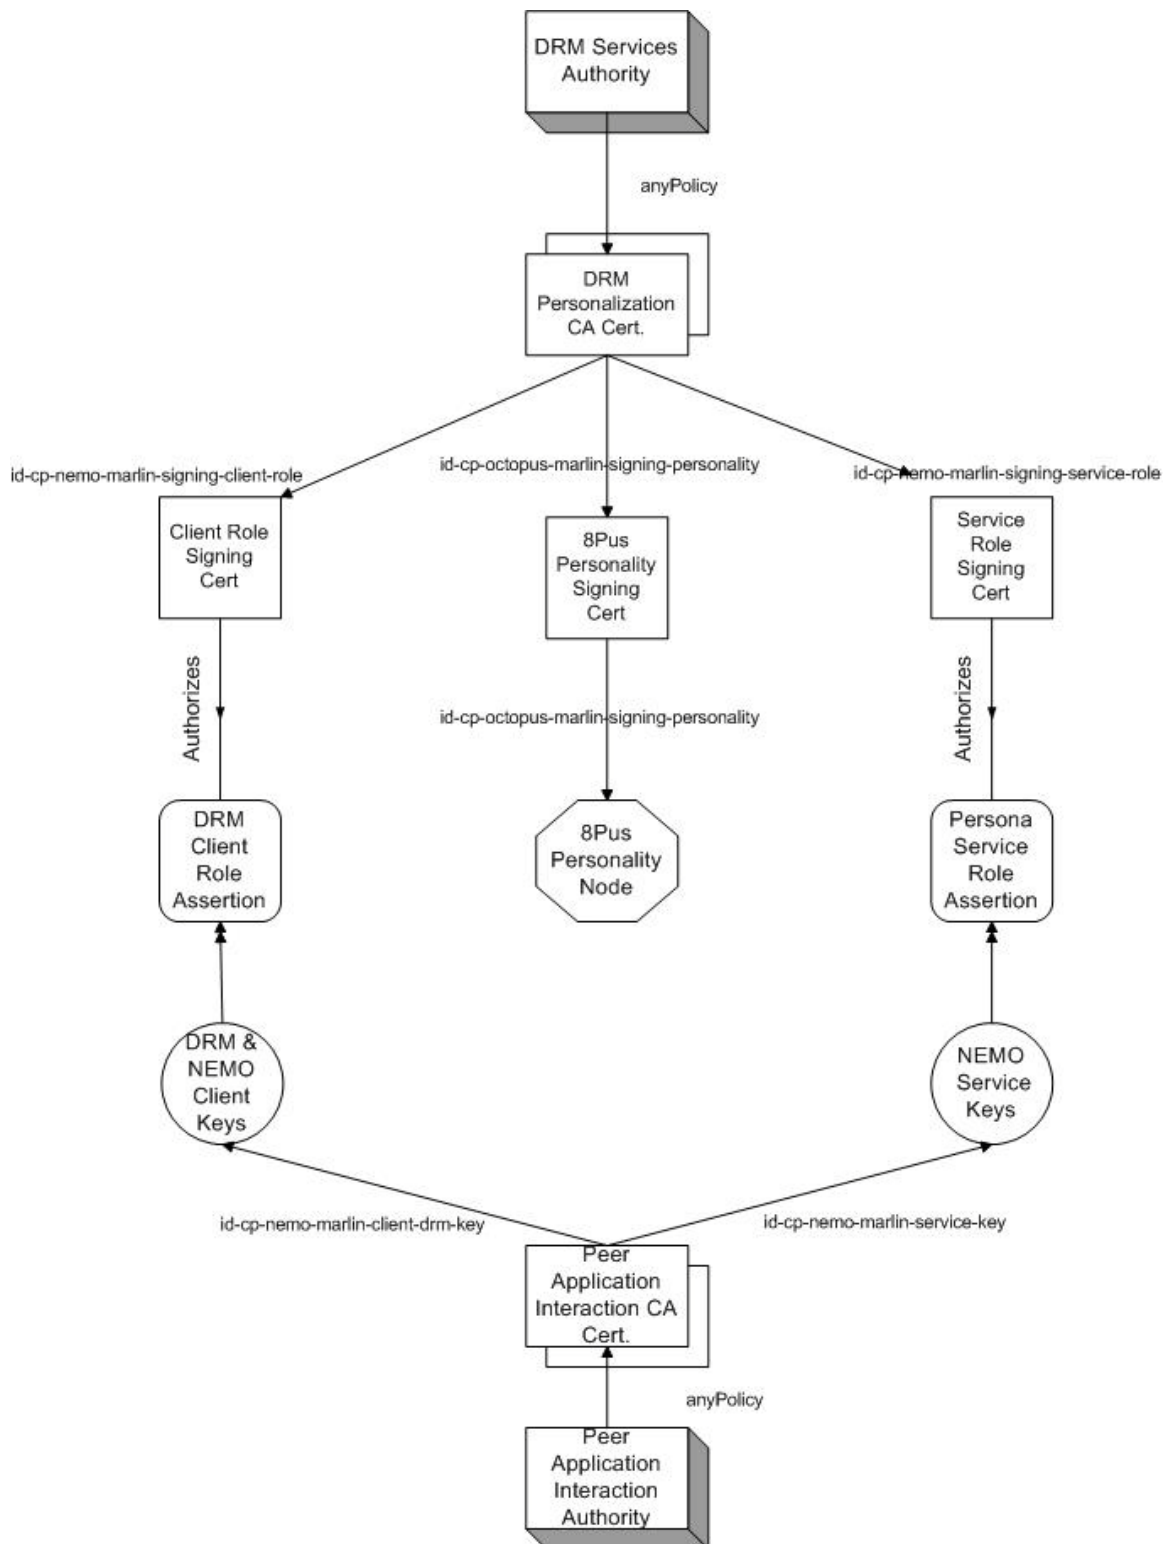 DRM Services
Authority
anyPolicy
DRM
Personalization
CA Cert.
id-cp-nemo-marlin-signing-client-role
id-cp-octopus-marlin-signing-personality
id-cp-nemo-marlin-signing-service-role
Client Role
Signing
Cert
8Pus
Personality
Signing
Cert
Service
Role
Signing
Cert
Authorizes
id-cp-octopus-marlin-signing-personality
Authorizes
DRM
Client
Role
Assertion
8Pus
Personality
Node
Persona
Service
Role
Assertion
DRM &
NEMO
Client
Keys
NEMO
Service
Keys
id-cp-nemo-marlin-client-drm-key
id-cp-nemo-marlin-service-key
Peer
Application
Interaction CA
Cert.
anyPolicy
Peer
Application
Interaction
Authority